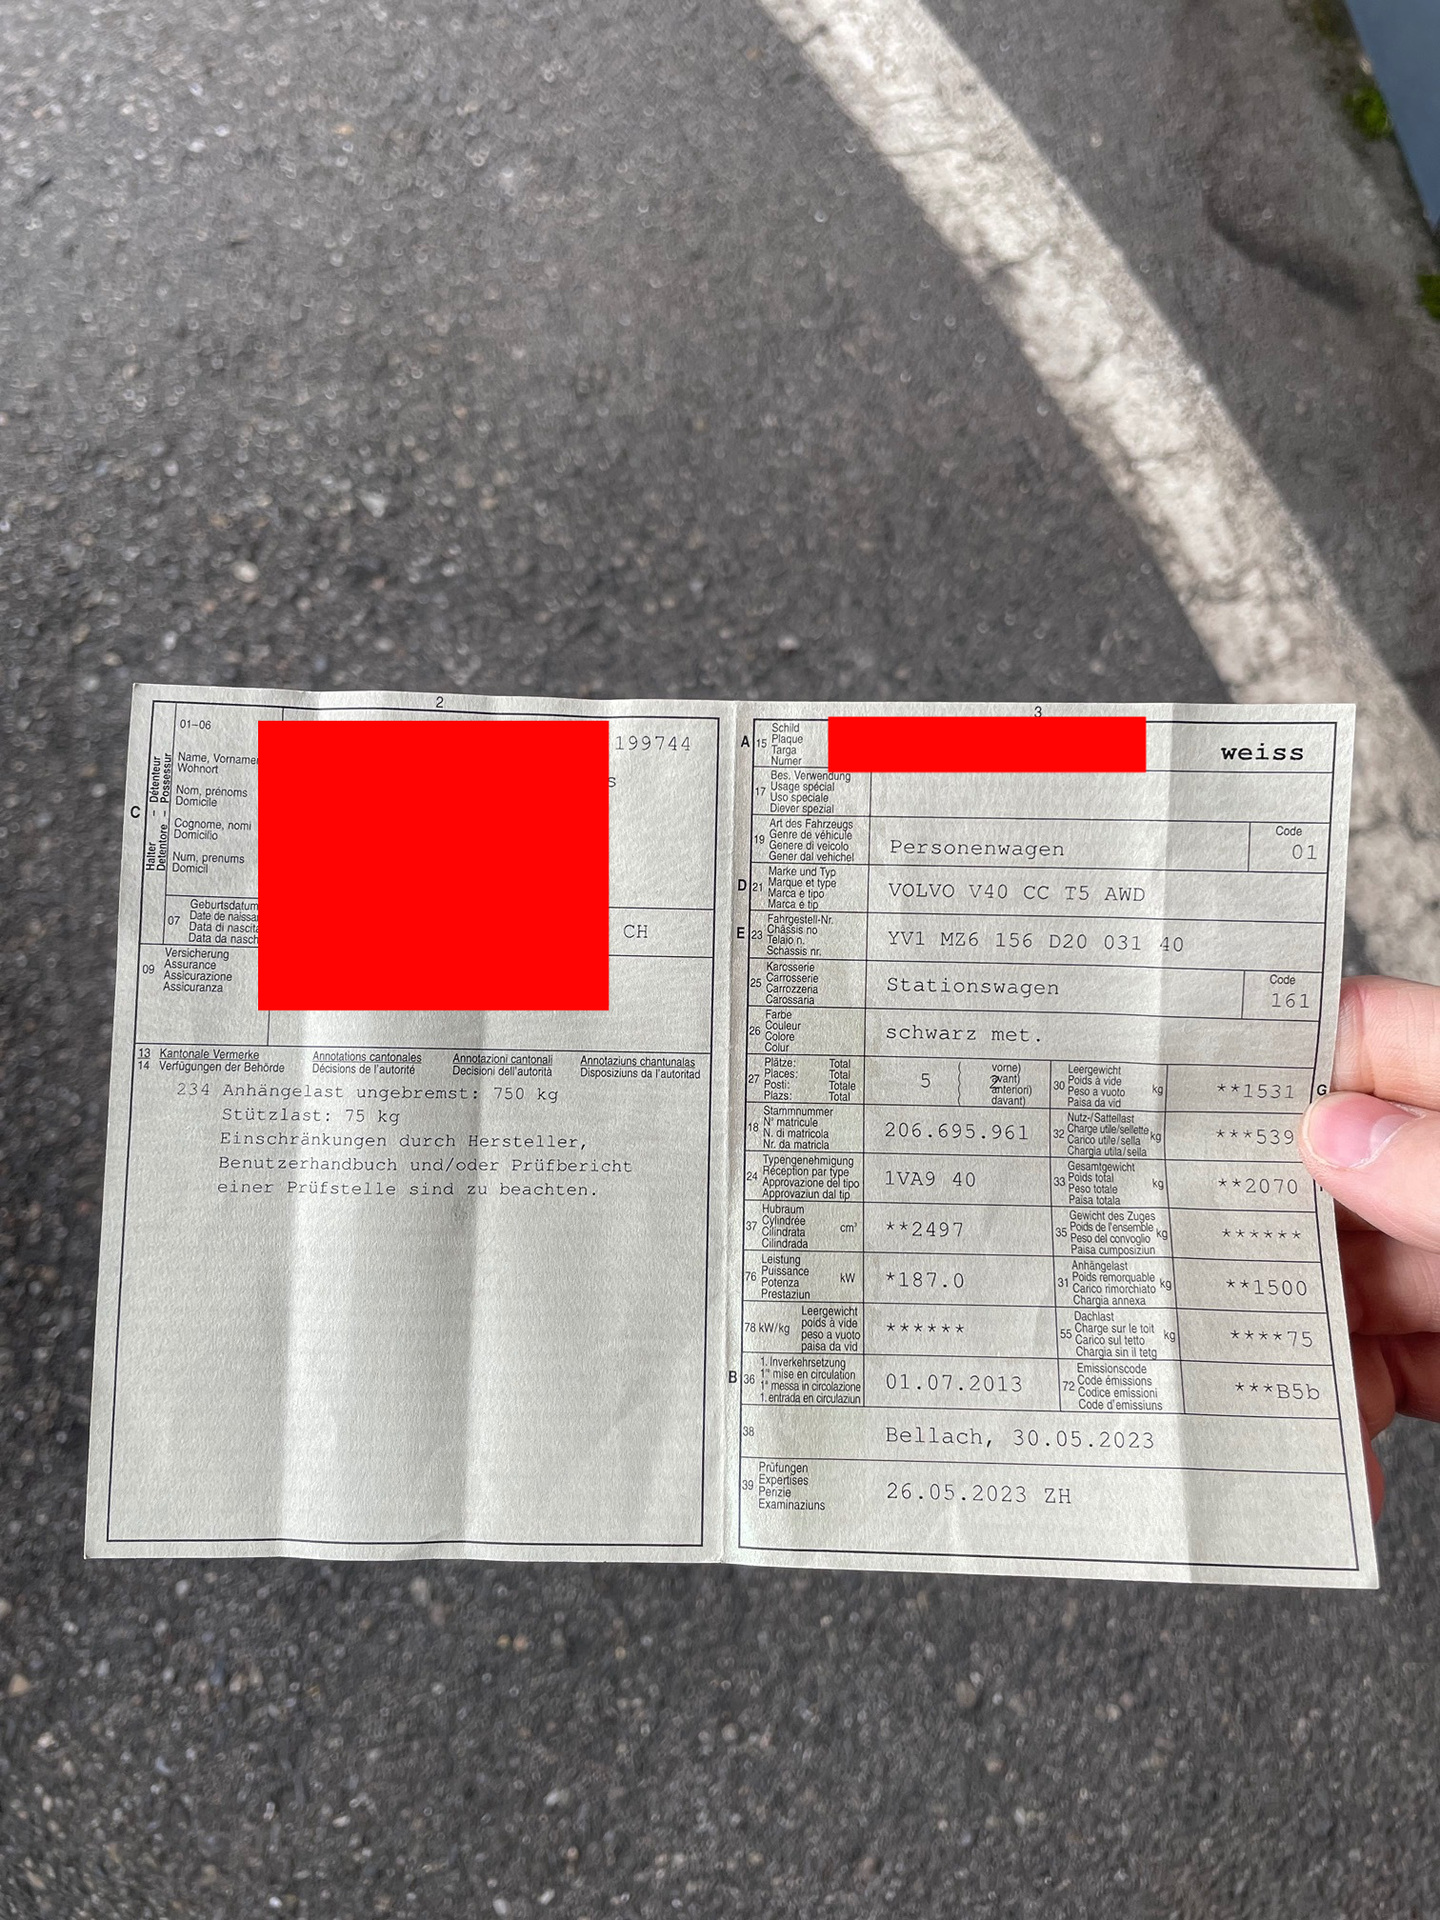 2
01-06
199744
s
C
Halter – Détenteur
Detentore – Possessur
Name, Vorname
Wohnort
Nom, prénoms
Domicile
Cognome, nomi
Domicilio
Num, prenums
Domicil
07
Geburtsdatum
Date de naissa
Data di nascita
Data da nasch
CH
09
Versicherung
Assurance
Assicurazione
Assicuranza
13 Kantonale Vermerke Annotations cantonales Annotazioni cantonali Annotaziuns chantunalas
14 Verfügungen der Behörde Décisions de l'autorité Decisioni dell'autorità Disposiziuns da l'autoritad
234 Anhängelast ungebremst: 750 kg
Stützlast: 75 kg
Einschränkungen durch Hersteller,
Benutzerhandbuch und/oder Prüfbericht
einer Prüfstelle sind zu beachten.
3
A 15
Schild
Plaque
Targa
Numer
weiss
17
Bes. Verwendung
Usage spécial
Uso speciale
Diever spezial
19
Art des Fahrzeugs
Genre de véhicule
Genere di veicolo
Gener dal vehichel
Personenwagen
Code
01
D 21
Marke und Typ
Marque et type
Marca e tipo
Marca e tip
VOLVO V40 CC T5 AWD
E 23
Fahrgestell-Nr.
Châssis no
Telaio n.
Schassis nr.
YV1 MZ6 156 D20 031 40
25
Karosserie
Carrosserie
Carrozzeria
Carossaria
Stationswagen
Code
161
26
Farbe
Couleur
Colore
Colur
schwarz met.
27
Plätze: Total
Places: Total
Posti: Totale
Plazs: Total
5
vorne)
avant)
anteriori)
davant)
30
Leergewicht
Poids à vide
Peso a vuoto
Paisa da vid
kg
**1531
G
18
Stammnummer
N° matricule
N. di matricola
Nr. da matricla
206.695.961
32
Nutz-/Sattellast
Charge utile/sellette
Carico utile/sella
Chargia utila/sella
kg
***539
24
Typengenehmigung
Réception par type
Approvazione del tipo
Approvaziun dal tip
1VA9 40
33
Gesamtgewicht
Poids total
Peso totale
Paisa totala
kg
**2070
37
Hubraum
Cylindrée
Cilindrata
Cilindrada
cm³
**2497
35
Gewicht des Zuges
Poids de l'ensemble
Peso del convoglio
Paisa cumposiziun
kg
******
76
Leistung
Puissance
Potenza
Prestaziun
kW
*187.0
31
Anhängelast
Poids remorquable
Carico rimorchiato
Chargia annexa
kg
**1500
78 kW/kg
Leergewicht
poids à vide
peso a vuoto
paisa da vid
******
55
Dachlast
Charge sur le toit
Carico sul tetto
Chargia sin il tetg
kg
****75
B 36
1. Inverkehrsetzung
1re mise en circulation
1a messa in circolazione
1. entrada en circulaziun
01.07.2013
72
Emissionscode
Code émissions
Codice emissioni
Code d'emissiuns
***B5b
38
Bellach, 30.05.2023
39
Prüfungen
Expertises
Perizie
Examinaziuns
26.05.2023 ZH